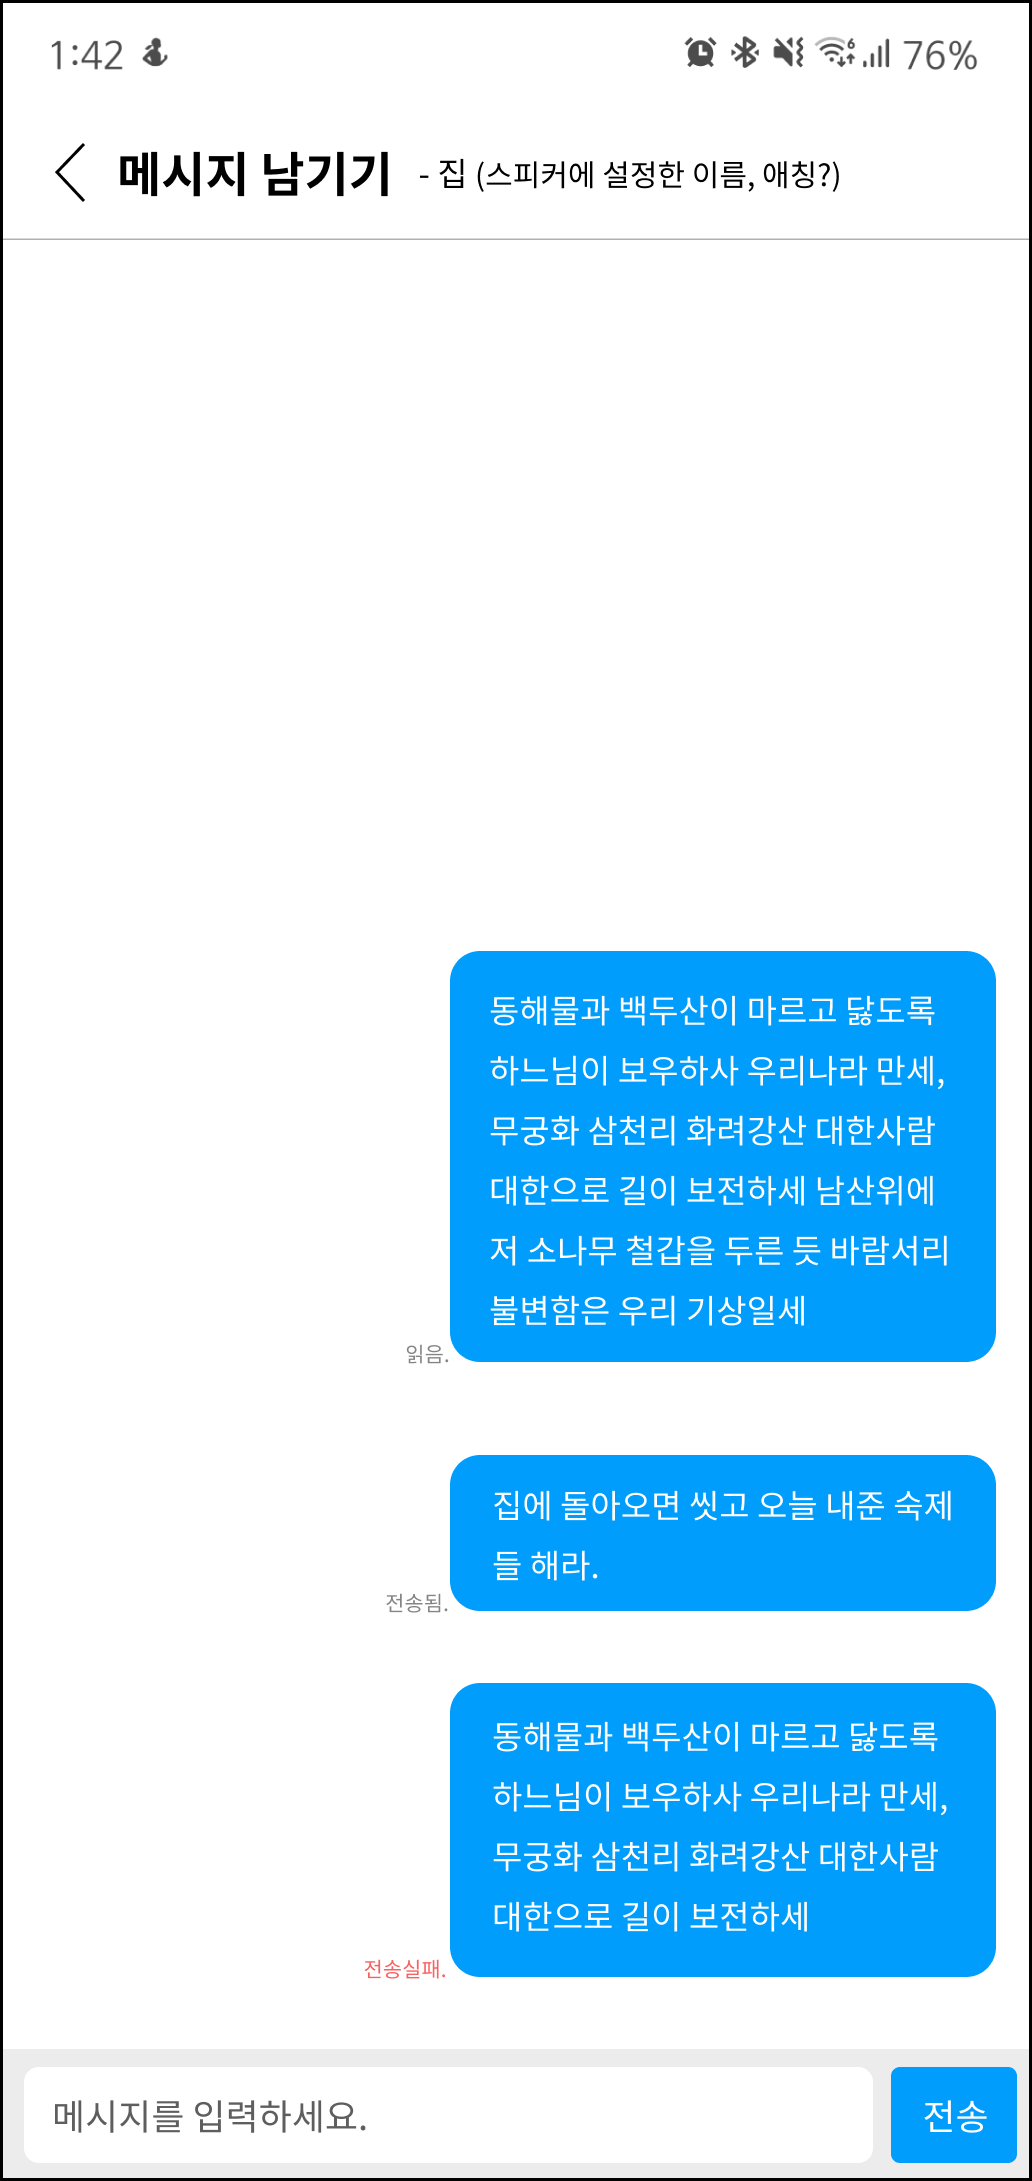 1:42
76%
메시지 남기기 - 집 (스피커에 설정한 이름, 애칭?)
동해물과 백두산이 마르고 닳도록
하느님이 보우하사 우리나라 만세,
무궁화 삼천리 화려강산 대한사람
대한으로 길이 보전하세 남산위에
저 소나무 철갑을 두른 듯 바람서리
불변함은 우리 기상일세
읽음.
집에 돌아오면 씻고 오늘 내준 숙제
들 해라.
전송됨.
동해물과 백두산이 마르고 닳도록
하느님이 보우하사 우리나라 만세,
무궁화 삼천리 화려강산 대한사람
대한으로 길이 보전하세
전송실패.
메시지를 입력하세요.
전송